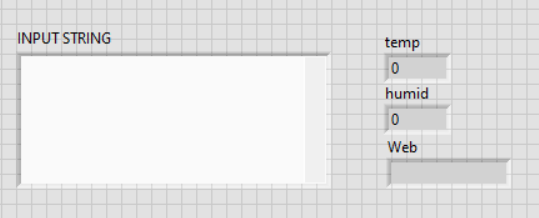 INPUT STRING
temp
0
humid
0
Web